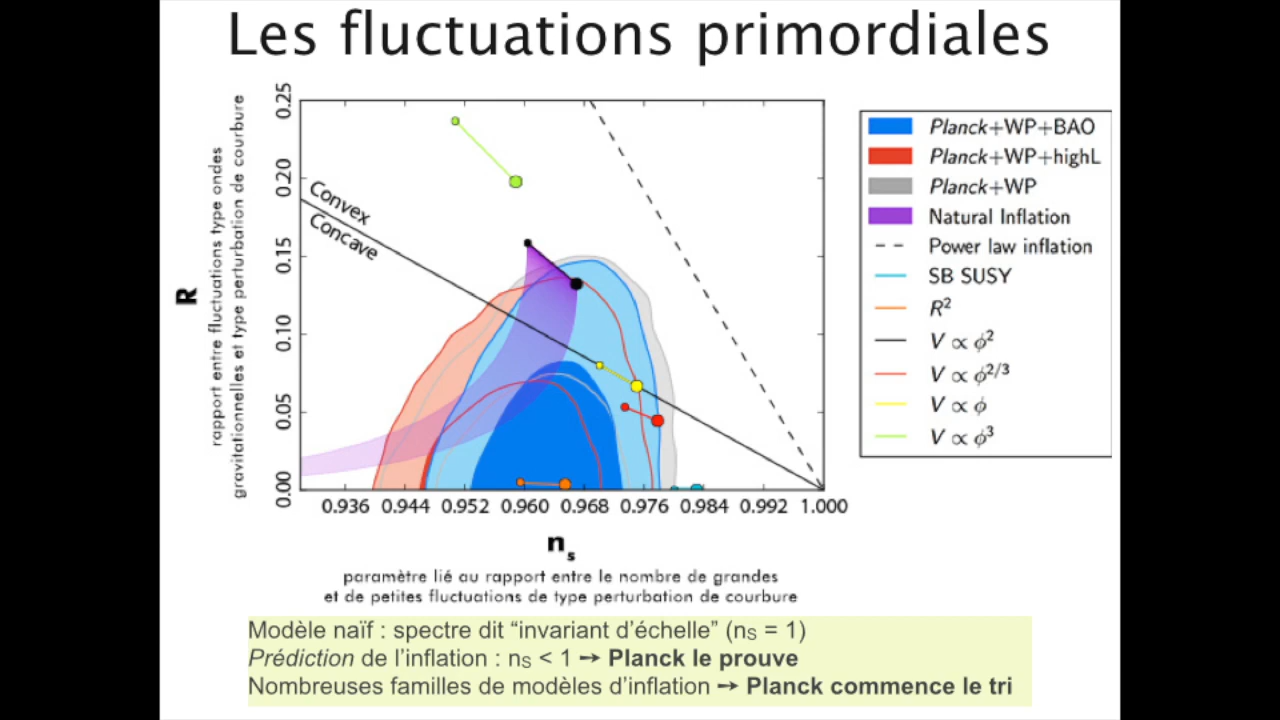 Les fluctuations primordiales
R
rapport entre fluctuations type ondes
gravitationnelles et type perturbation de courbure
0.25
0.20
0.15
0.10
0.05
0.00
Convex
Concave
0.936 0.944 0.952 0.960 0.968 0.976 0.984 0.992 1.000
nₛ
paramètre lié au rapport entre le nombre de grandes
et de petites fluctuations de type perturbation de courbure
Planck+WP+BAO
Planck+WP+highL
Planck+WP
Natural Inflation
Power law inflation
SB SUSY
R²
V ∝ ϕ²
V ∝ ϕ²/³
V ∝ ϕ
V ∝ ϕ³
Modèle naïf : spectre dit “invariant d’échelle” (nS = 1)
Prédiction de l’inflation : nS < 1 → Planck le prouve
Nombreuses familles de modèles d’inflation → Planck commence le tri